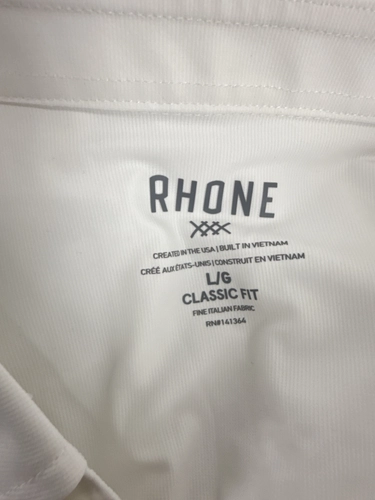 RHONE
CREATED IN THE USA | BUILT IN VIETNAM
CRÉÉ AUX ÉTATS-UNIS | CONSTRUIT EN VIETNAM
L/G
CLASSIC FIT
FINE ITALIAN FABRIC
RN#141364